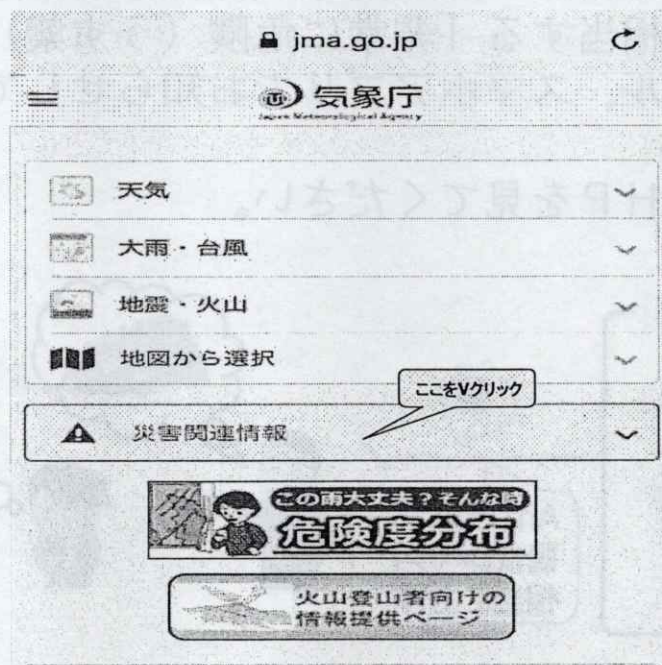 jma.go.jp
気象庁
Japan Meteorological Agency
天気
大雨・台風
地震・火山
地図から選択
ここをVクリック
災害関連情報
この雨大丈夫?そんな時
危険度分布
火山登山者向けの
情報提供ページ